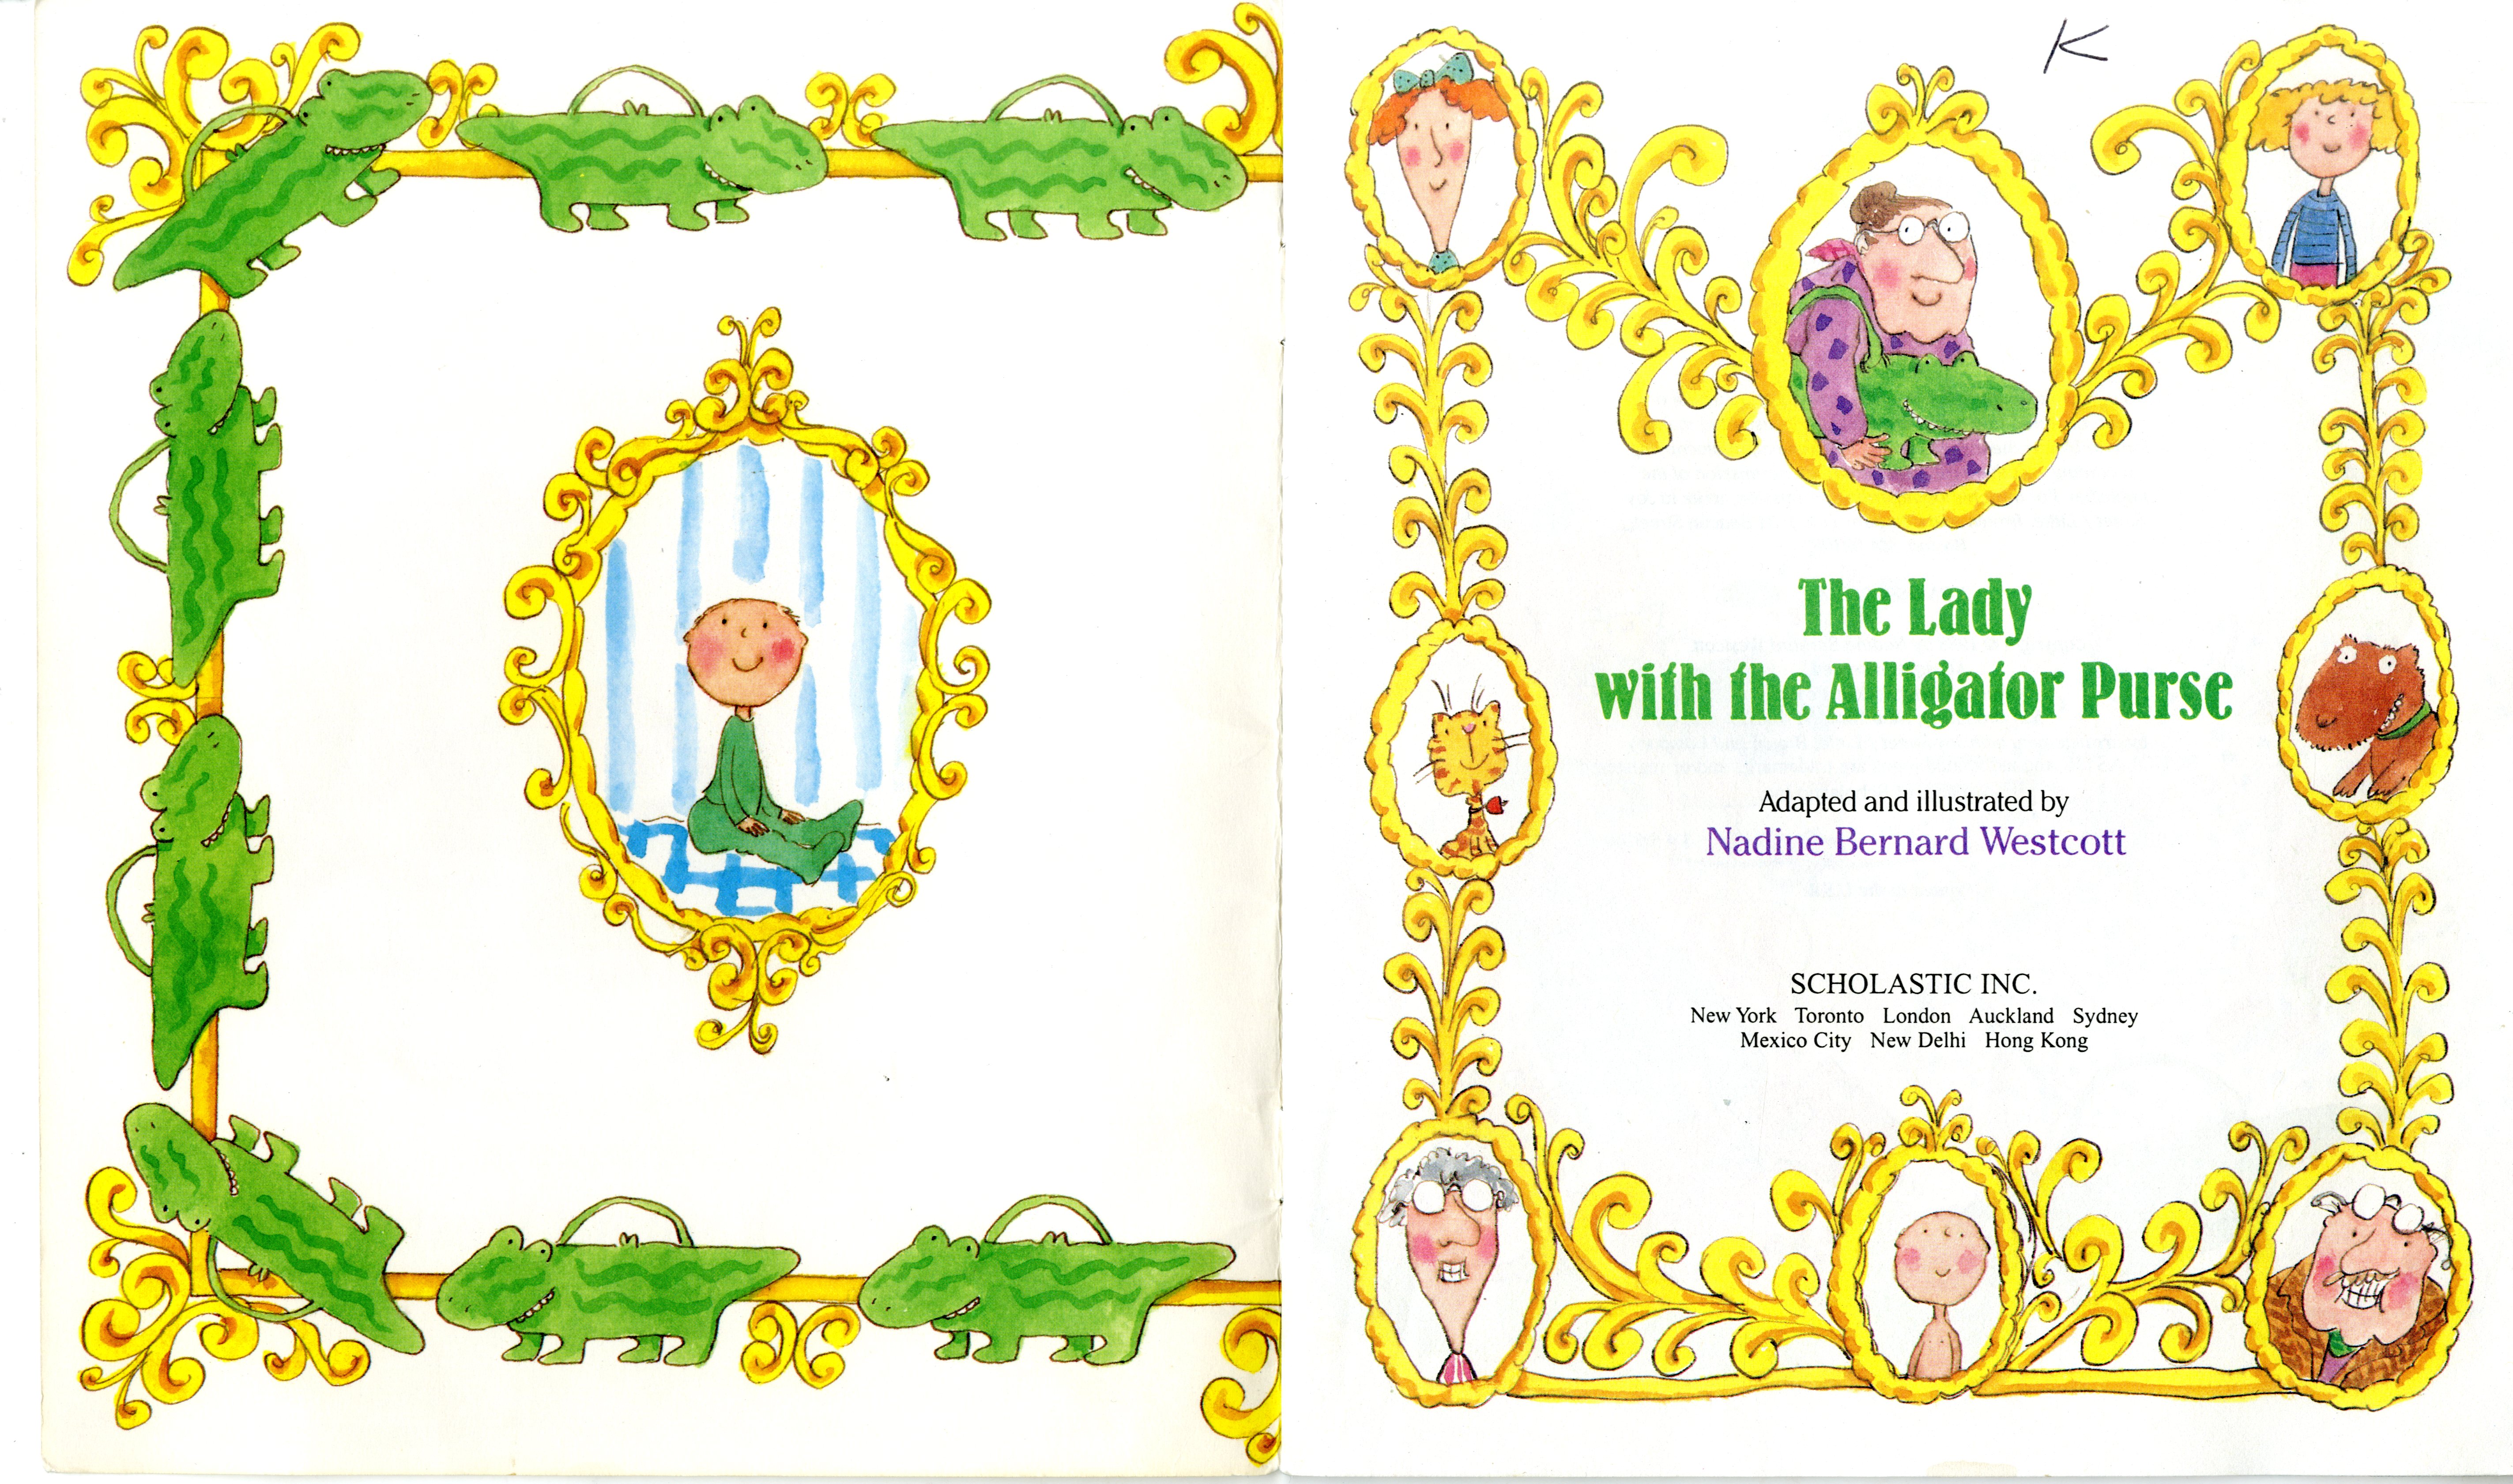 K
The Lady
with the Alligator Purse
Adapted and illustrated by
Nadine Bernard Westcott
SCHOLASTIC INC.
New York Toronto London Auckland Sydney
Mexico City New Delhi Hong Kong